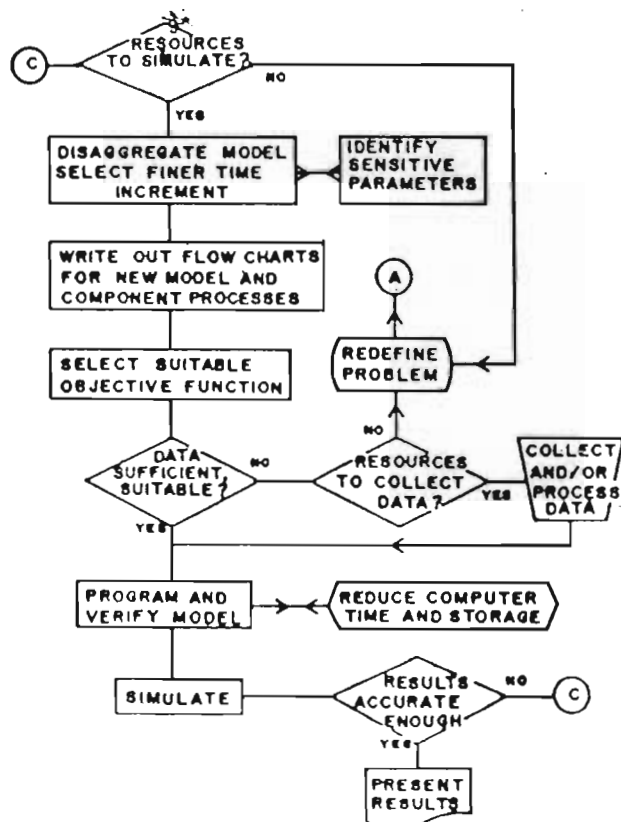 RESOURCES
TO SIMULATE?
C
NO
YES
DISAGGREGATE MODEL
SELECT FINER TIME
INCREMENT
IDENTIFY
SENSITIVE
PARAMETERS
WRITE OUT FLOW CHARTS
FOR NEW MODEL AND
COMPONENT PROCESSES
A
SELECT SUITABLE
OBJECTIVE FUNCTION
REDEFINE
PROBLEM
NO
DATA
SUFFICIENT
SUITABLE?
NO
RESOURCES
TO COLLECT
DATA?
YES
COLLECT
AND/OR
PROCESS
DATA
YES
PROGRAM AND
VERIFY MODEL
REDUCE COMPUTER
TIME AND STORAGE
SIMULATE
RESULTS
ACCURATE
ENOUGH
NO
C
YES
PRESENT
RESULTS